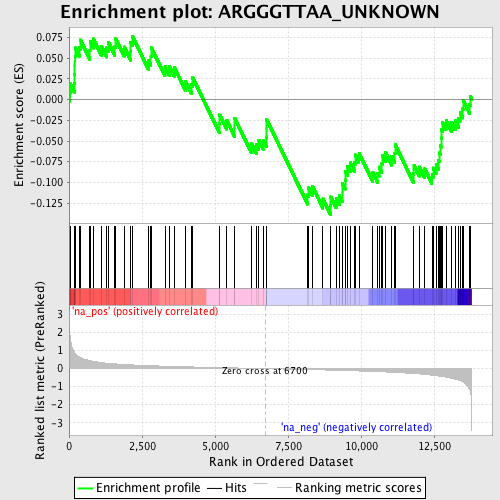 Enrichment plot: ARGGGTTAA_UNKNOWN
Enrichment score (ES)
0.075
0.050
0.025
0.000
-0.025
-0.050
-0.075
-0.100
-0.125
'na_pos' (positively correlated)
Ranked list metric (PreRanked)
3
2
1
0
-1
-2
-3
Zero cross at 6700
'na_neg' (negatively correlated)
0
2,500
5,000
7,500
10,000
12,500
Rank in Ordered Dataset
Enrichment profile
Hits
Ranking metric scores